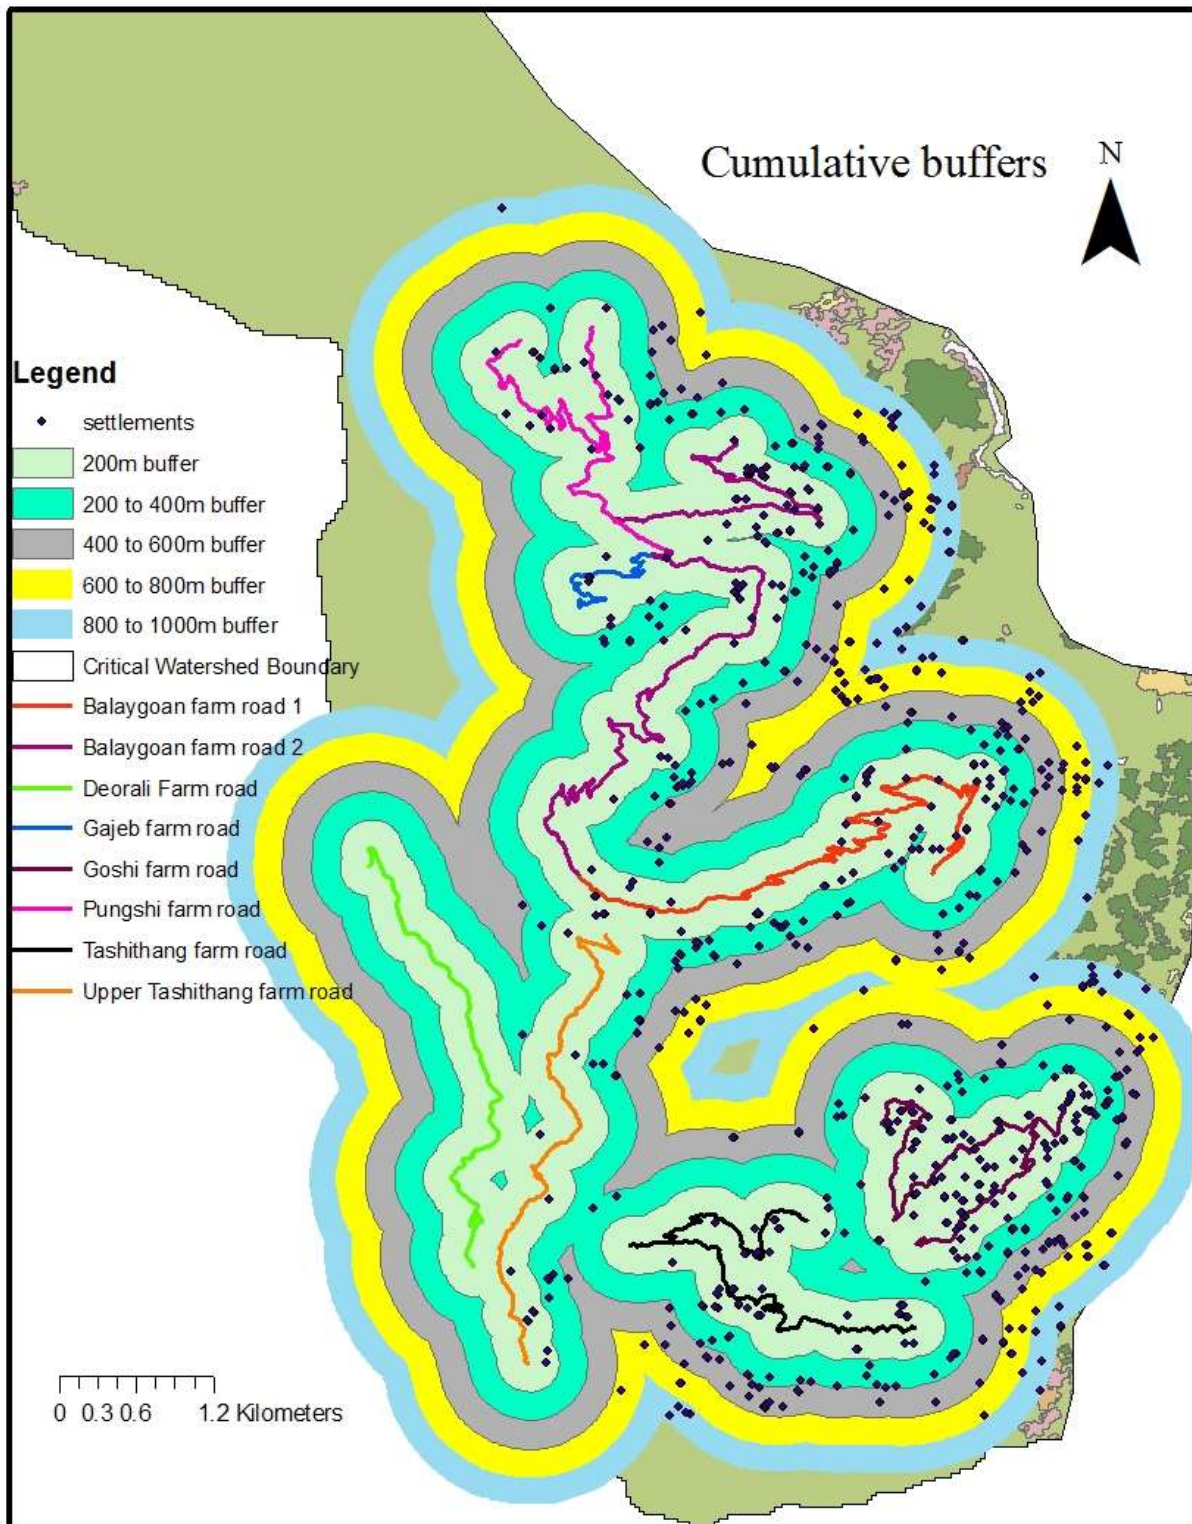 Cumulative buffers
N
Legend
settlements
200m buffer
200 to 400m buffer
400 to 600m buffer
600 to 800m buffer
800 to 1000m buffer
Critical Watershed Boundary
Balaygoan farm road 1
Balaygoan farm road 2
Deorali Farm road
Gajeb farm road
Goshi farm road
Pungshi farm road
Tashithang farm road
Upper Tashithang farm road
0 0.3 0.6 1.2 Kilometers